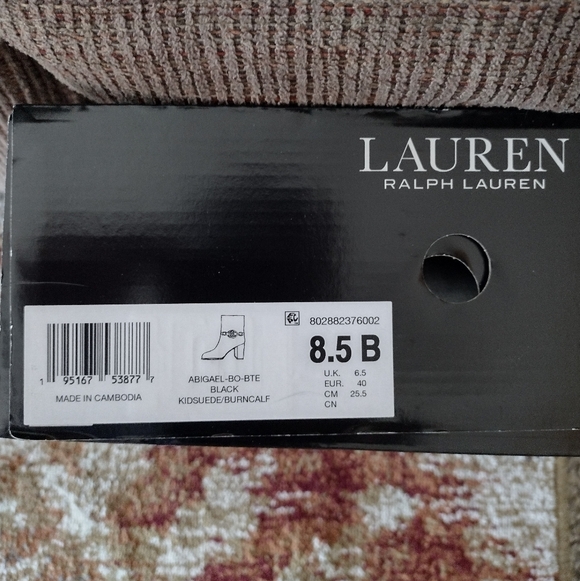 LAUREN
RALPH LAUREN
802882376002
8.5 B
U.K. 6.5
EUR. 40
CM 25.5
CN
ABIGAEL-BO-BTE
BLACK
KIDSUEDE/BURNCALF
1 95167 53877 7
MADE IN CAMBODIA